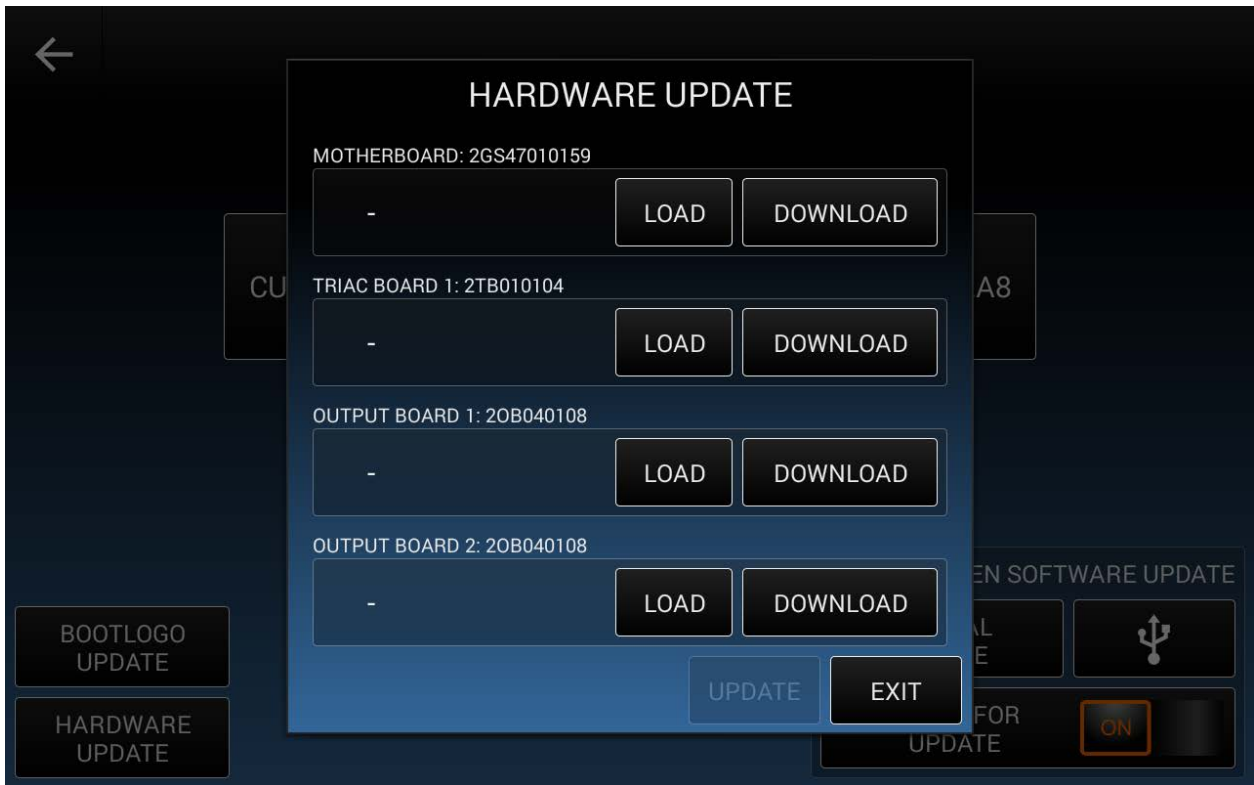 HARDWARE UPDATE
MOTHERBOARD: 2GS47010159
- LOAD DOWNLOAD
CU
TRIAC BOARD 1: 2TB010104
A8
- LOAD DOWNLOAD
OUTPUT BOARD 1: 2OB040108
- LOAD DOWNLOAD
OUTPUT BOARD 2: 2OB040108
EN SOFTWARE UPDATE
- LOAD DOWNLOAD
BOOTLOGO
UPDATE
UPDATE EXIT
HARDWARE
UPDATE
FOR
UPDATE
ON